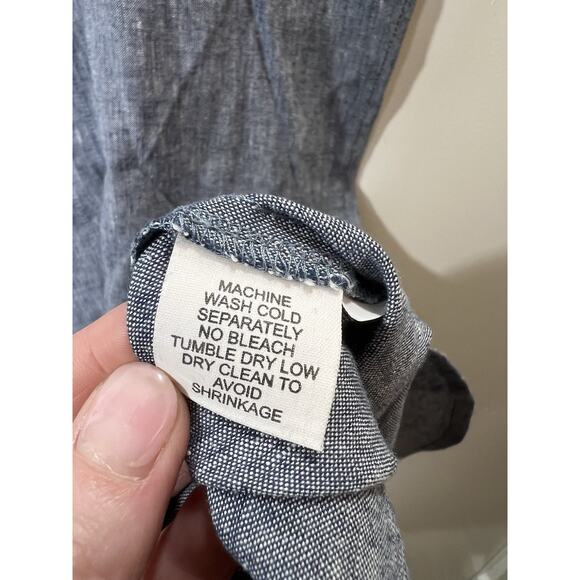 MACHINE
WASH COLD
SEPARATELY
NO BLEACH
TUMBLE DRY LOW
DRY CLEAN TO
AVOID
SHRINKAGE